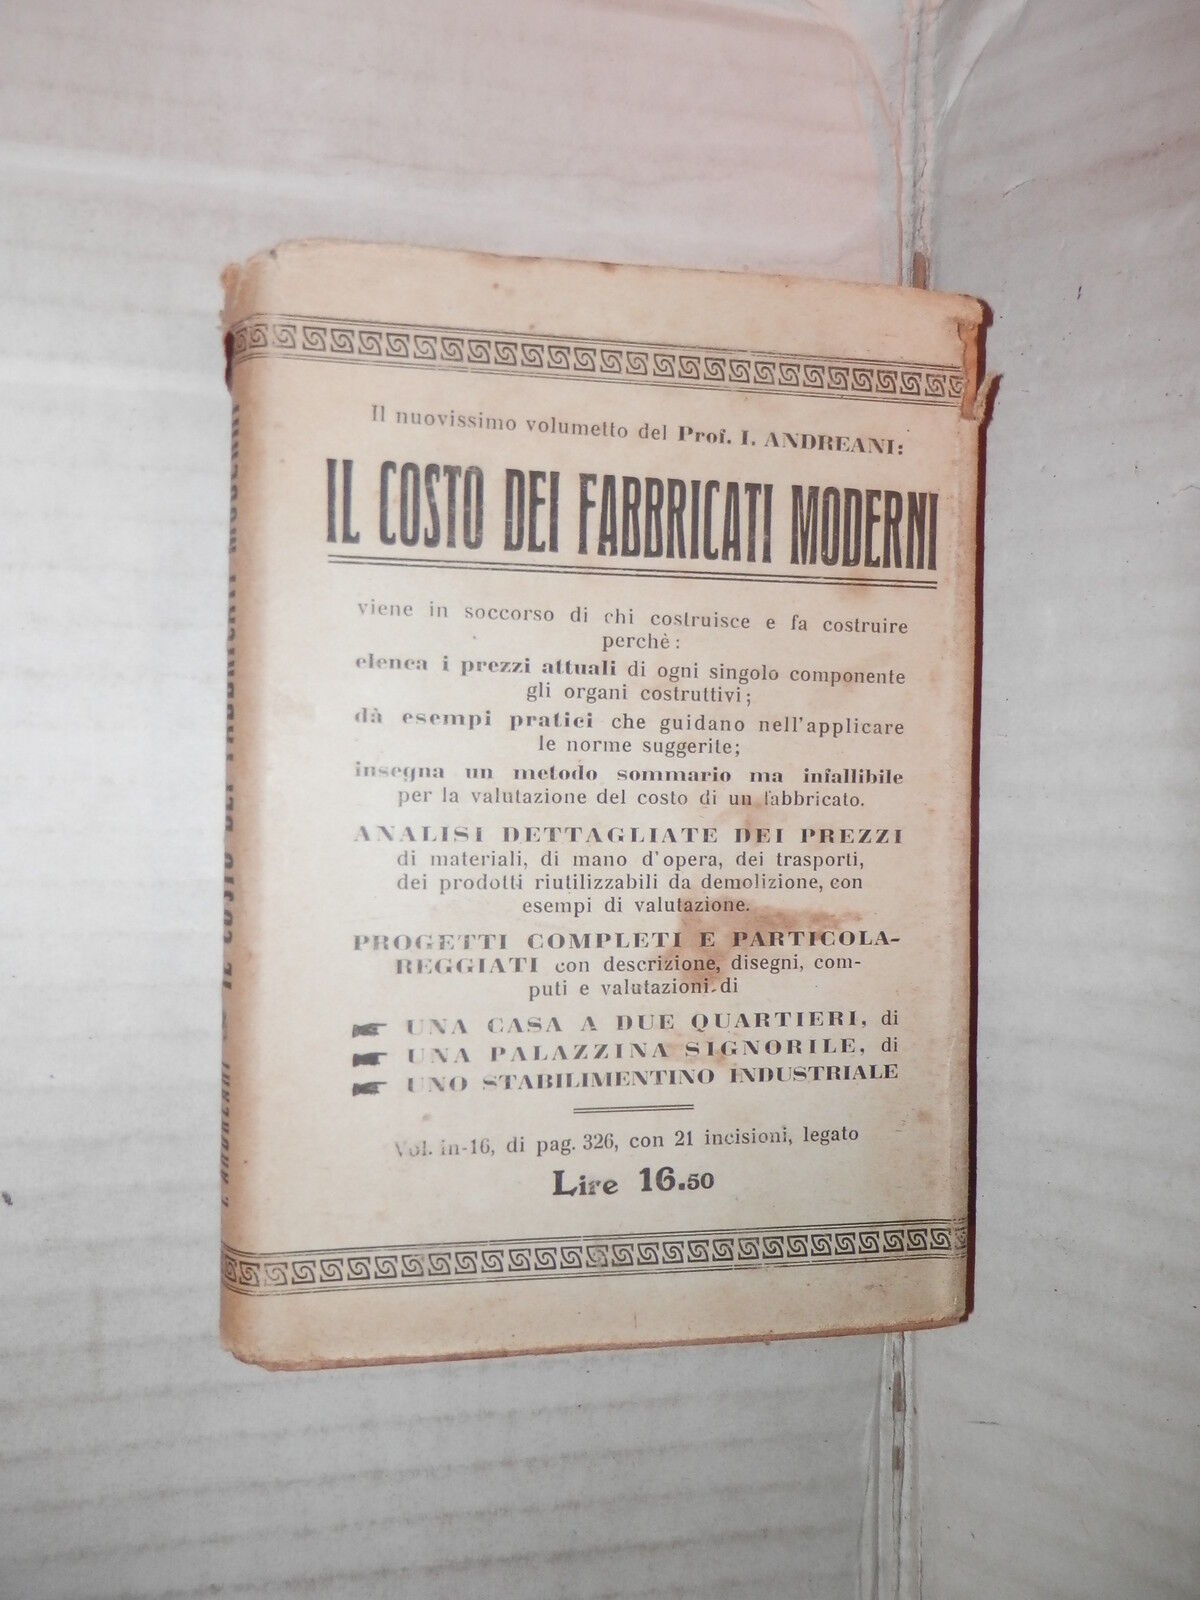 Il nuovissimo volumetto del Prof. I. ANDREANI:
IL COSTO DEI FABBRICATI MODERNI
viene in soccorso di chi costruisce e fa costruire
perchè:
elenca i prezzi attuali di ogni singolo componente
gli organi costruttivi;
dà esempi pratici che guidano nell'applicare
le norme suggerite;
insegna un metodo sommario ma infallibile
per la valutazione del costo di un fabbricato.
ANALISI DETTAGLIATE DEI PREZZI
di materiali, di mano d'opera, dei trasporti,
dei prodotti riutilizzabili da demolizione, con
esempi di valutazione.
PROGETTI COMPLETI E PARTICOLA-
REGGIATI con descrizione, disegni, com-
puti e valutazioni di
UNA CASA A DUE QUARTIERI, di
UNA PALAZZINA SIGNORILE, di
UNO STABILIMENTINO INDUSTRIALE
Vol. in-16, di pag. 326, con 21 incisioni, legato
Lire 16.50
I. ANDREANI IL COSTO DEI FABBRICATI MODERNI